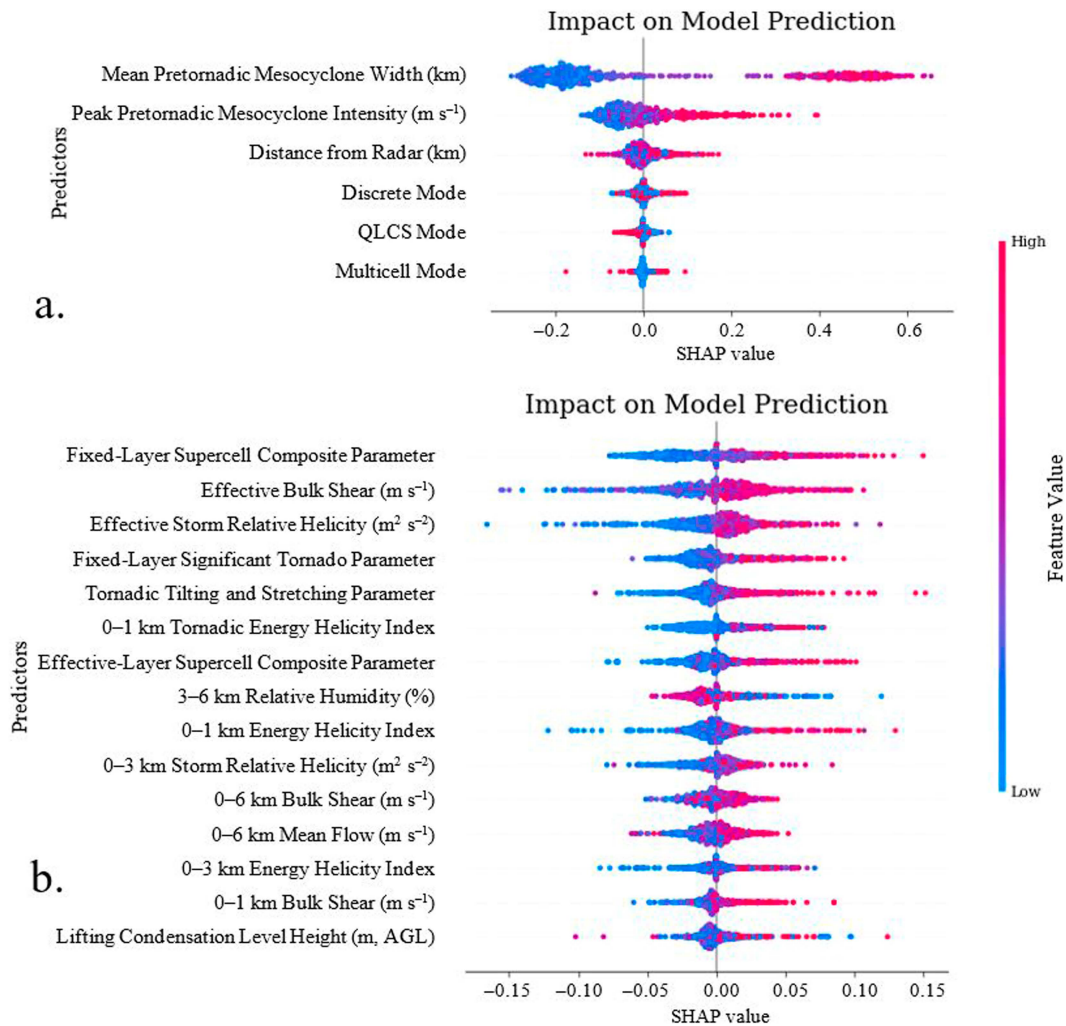 Impact on Model Prediction
Predictors
Mean Pretornadic Mesocyclone Width (km)
Peak Pretornadic Mesocyclone Intensity (m s⁻¹)
Distance from Radar (km)
Discrete Mode
QLCS Mode
Multicell Mode
a.
−0.2 0.0 0.2 0.4 0.6
SHAP value
Impact on Model Prediction
Predictors
Fixed-Layer Supercell Composite Parameter
Effective Bulk Shear (m s⁻¹)
Effective Storm Relative Helicity (m² s⁻²)
Fixed-Layer Significant Tornado Parameter
Tornadic Tilting and Stretching Parameter
0−1 km Tornadic Energy Helicity Index
Effective-Layer Supercell Composite Parameter
3−6 km Relative Humidity (%)
0−1 km Energy Helicity Index
0−3 km Storm Relative Helicity (m² s⁻²)
0−6 km Bulk Shear (m s⁻¹)
0−6 km Mean Flow (m s⁻¹)
0−3 km Energy Helicity Index
0−1 km Bulk Shear (m s⁻¹)
Lifting Condensation Level Height (m, AGL)
b.
−0.15 −0.10 −0.05 0.00 0.05 0.10 0.15
SHAP value
High
Feature Value
Low